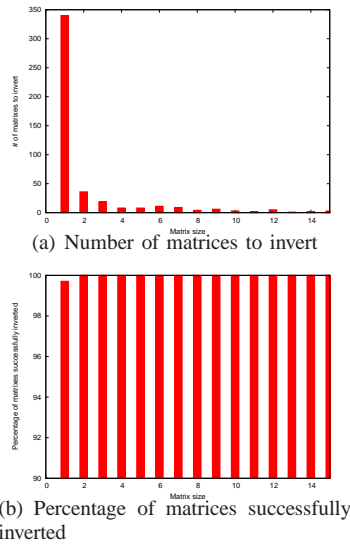 350
300
250
200
150
100
50
0
# of matrixes to invert
0 2 4 6 8 10 12 14
Matrix size
(a) Number of matrices to invert
100
98
96
94
92
90
Percentage of matrixes successfully inverted
0 2 4 6 8 10 12 14
Matrix size
(b) Percentage of matrices successfully
inverted